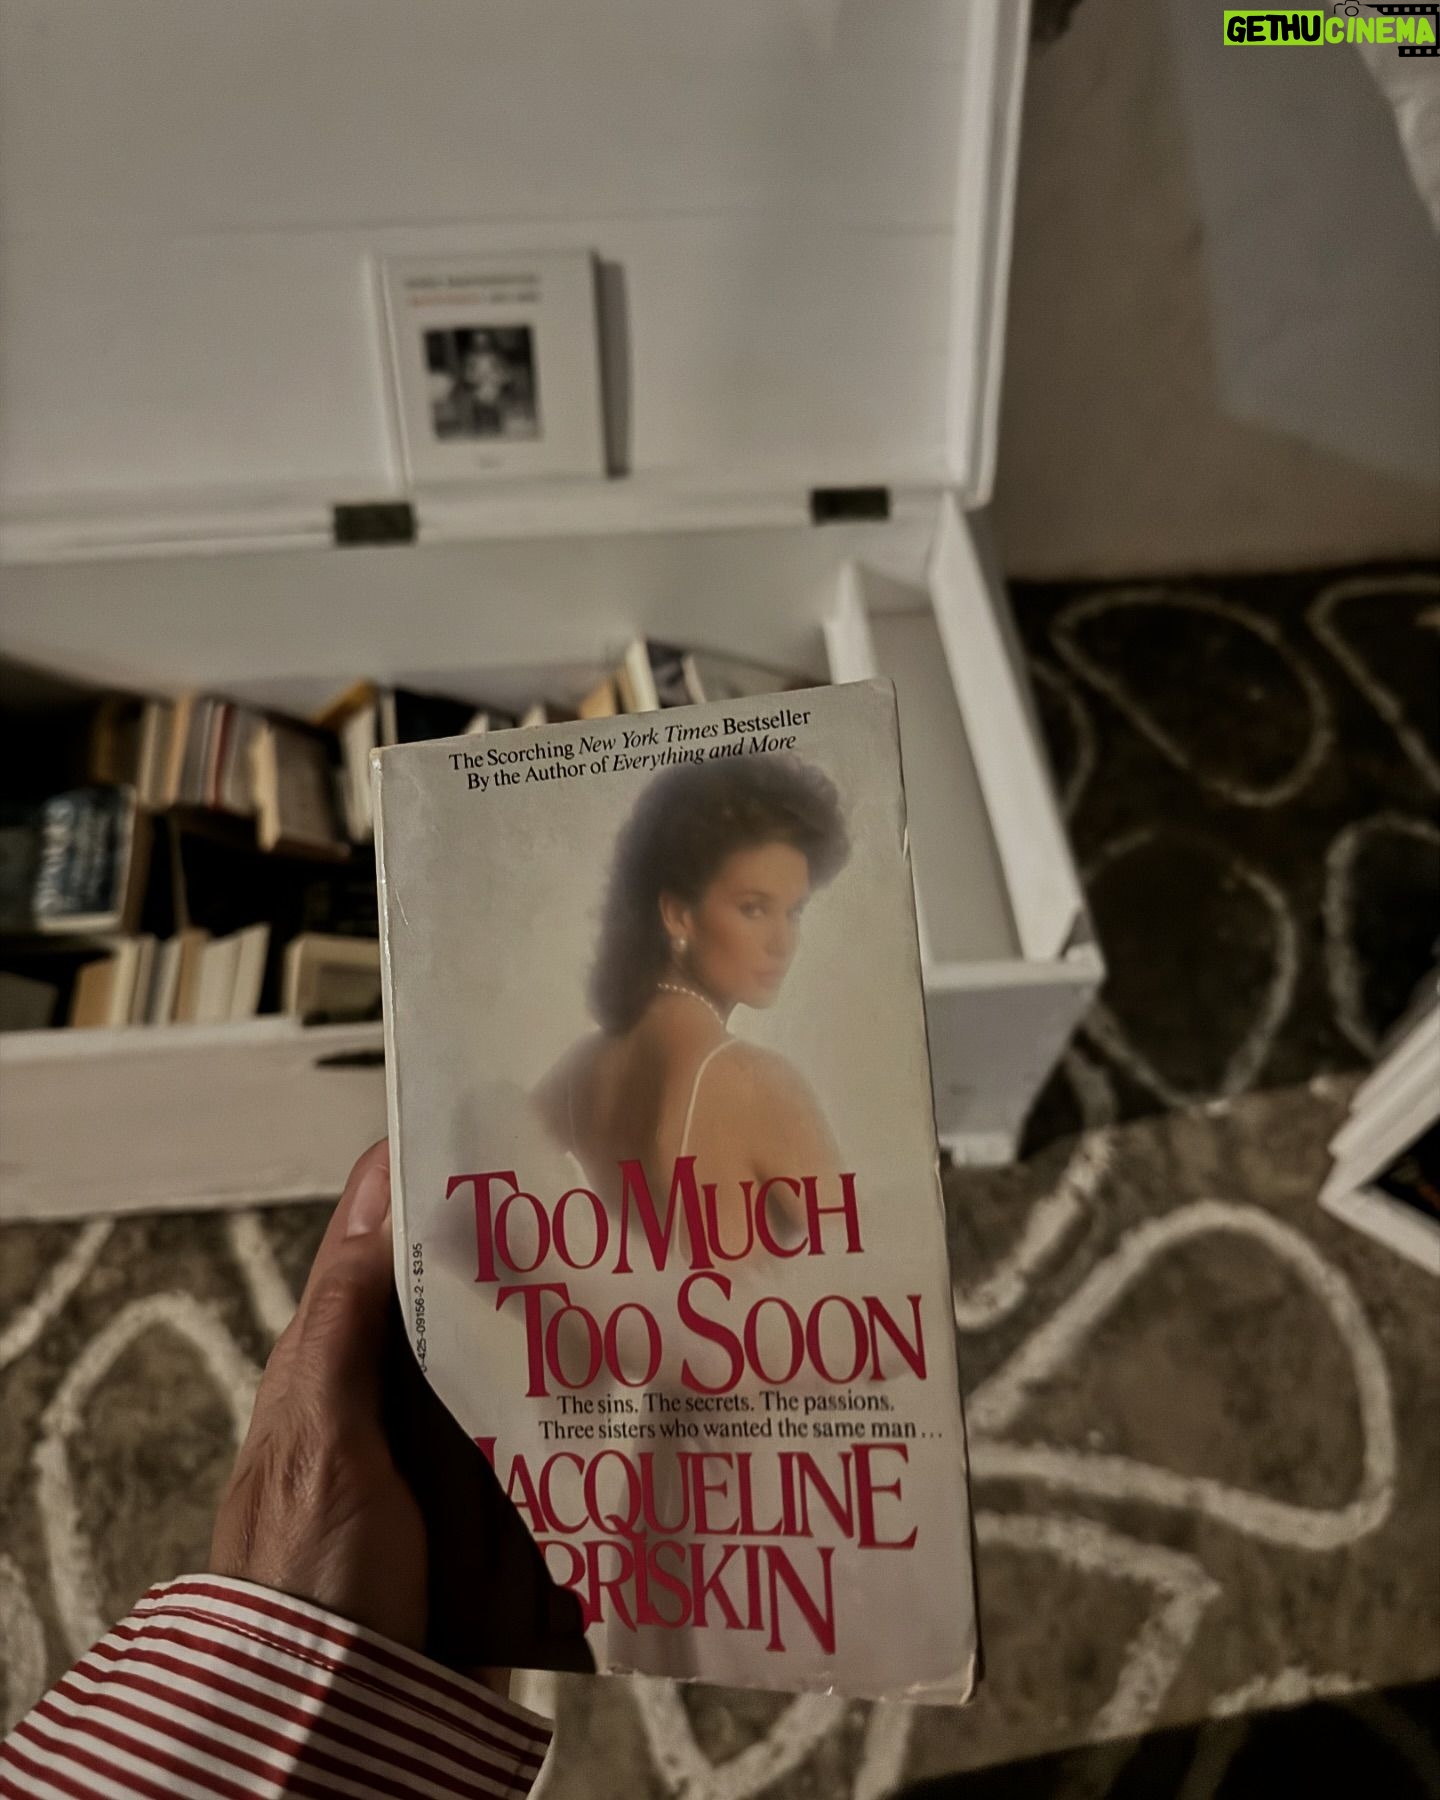 GETHUCINEMA
The Scorching New York Times Bestseller
By the Author of Everything and More
TOO MUCH
TOO SOON
The sins. The secrets. The passions.
Three sisters who wanted the same man...
JACQUELINE
BRISKIN
-425-09156-2 • $3.95